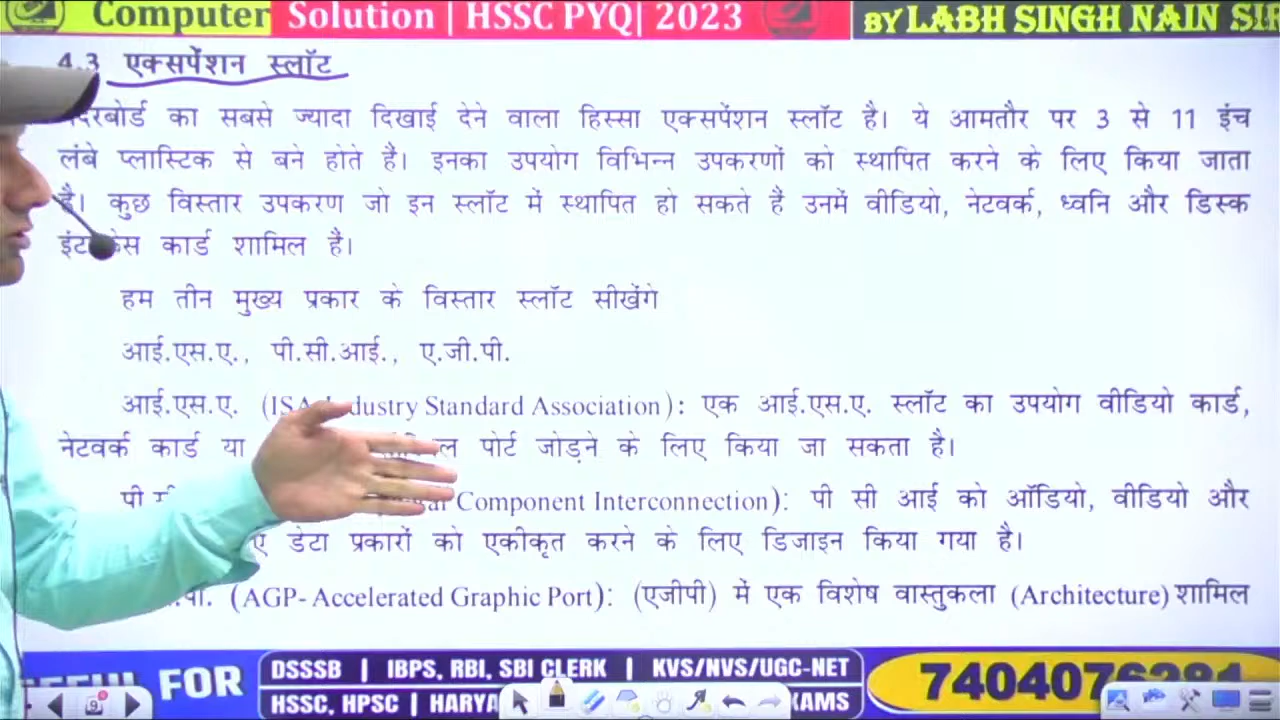 Computer Solution | HSSC PYQ| 2023 BY LABH SINGH NAIN SIR
4.3 एक्सपेंशन स्लॉट
का सबसे ज्यादा दिखाई देने वाला हिस्सा एक्सपेंशन स्लॉट है। ये आमतौर पर 3 से 11 इंच
लंबे प्लास्टिक से बने होते है। इनका उपयोग विभिन्न उपकरणों को स्थापित करने के लिए किया जाता
है। कुछ विस्तार उपकरण जो इन स्लॉट में स्थापित हो सकते हैं उनमें वीडियो, नेटवर्क, ध्वनि और डिस्क
कार्ड शामिल है।
हम तीन मुख्य प्रकार के विस्तार स्लॉट सीखेंगे
आई.एस.ए., पी.सी.आई., ए.जी.पी.
आई.एस.ए. (ISA Industry Standard Association): एक आई.एस.ए. स्लॉट का उपयोग वीडियो कार्ड,
नेटवर्क कार्ड या पोर्ट जोड़ने के लिए किया जा सकता है।
Component Interconnection): पी सी आई को ऑडियो, वीडियो और
डेटा प्रकारों को एकीकृत करने के लिए डिजाइन किया गया है।
(AGP- Accelerated Graphic Port): (एजीपी) में एक विशेष वास्तुकला (Architecture) शामिल
FOR DSSSB | IBPS, RBI, SBI CLERK | KVS/NVS/UGC-NET
HSSC, HPSC |
9